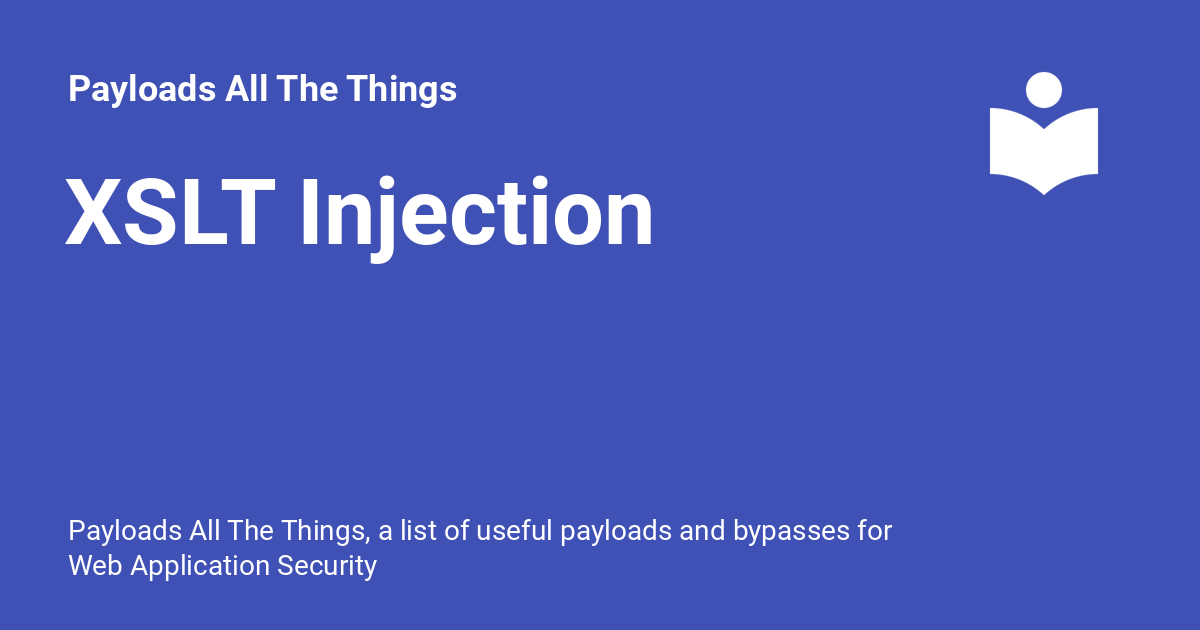 Payloads All The Things
XSLT Injection
Payloads All The Things, a list of useful payloads and bypasses for
Web Application Security